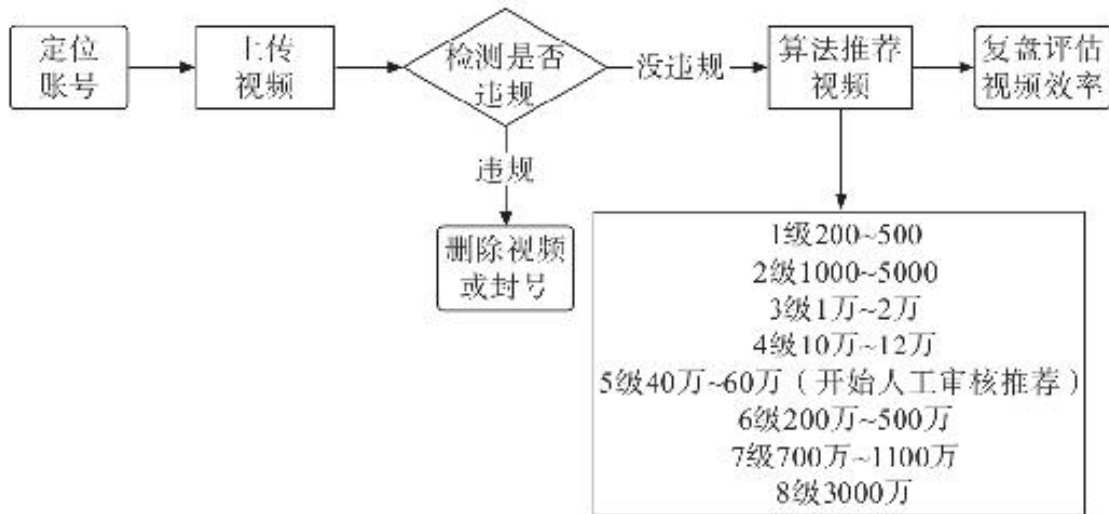 定位
账号
上传
视频
检测是否
违规
没违规
算法推荐
视频
复盘评估
视频效率
违规
删除视频
或封号
1级200~500
2级1000~5000
3级1万~2万
4级10万~12万
5级40万~60万（开始人工审核推荐）
6级200万~500万
7级700万~1100万
8级3000万